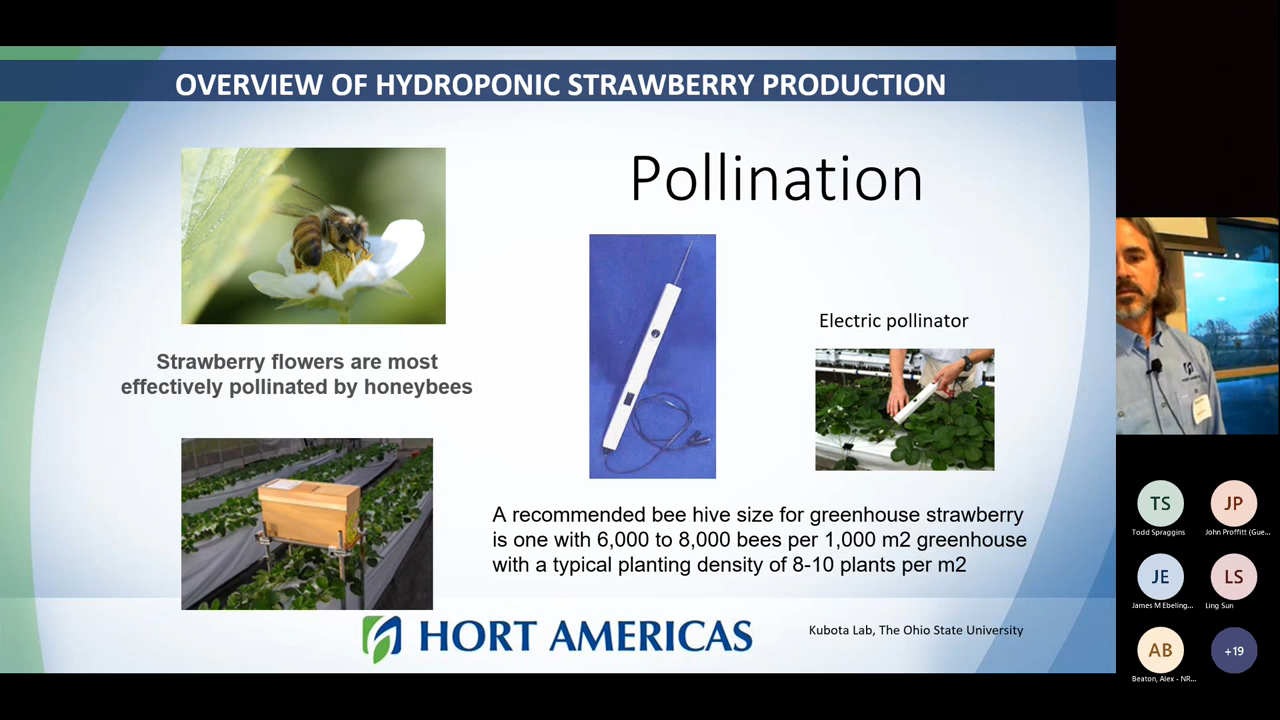 OVERVIEW OF HYDROPONIC STRAWBERRY PRODUCTION
Pollination
Strawberry flowers are most
effectively pollinated by honeybees
Electric pollinator
A recommended bee hive size for greenhouse strawberry
is one with 6,000 to 8,000 bees per 1,000 m2 greenhouse
with a typical planting density of 8-10 plants per m2
HORT AMERICAS
Kubota Lab, The Ohio State University
TS
Todd Spraggins
JP
John Proffitt (Gue...
JE
James M Ebeling...
LS
Ling Sun
AB
Beaton, Alex - NR...
+19